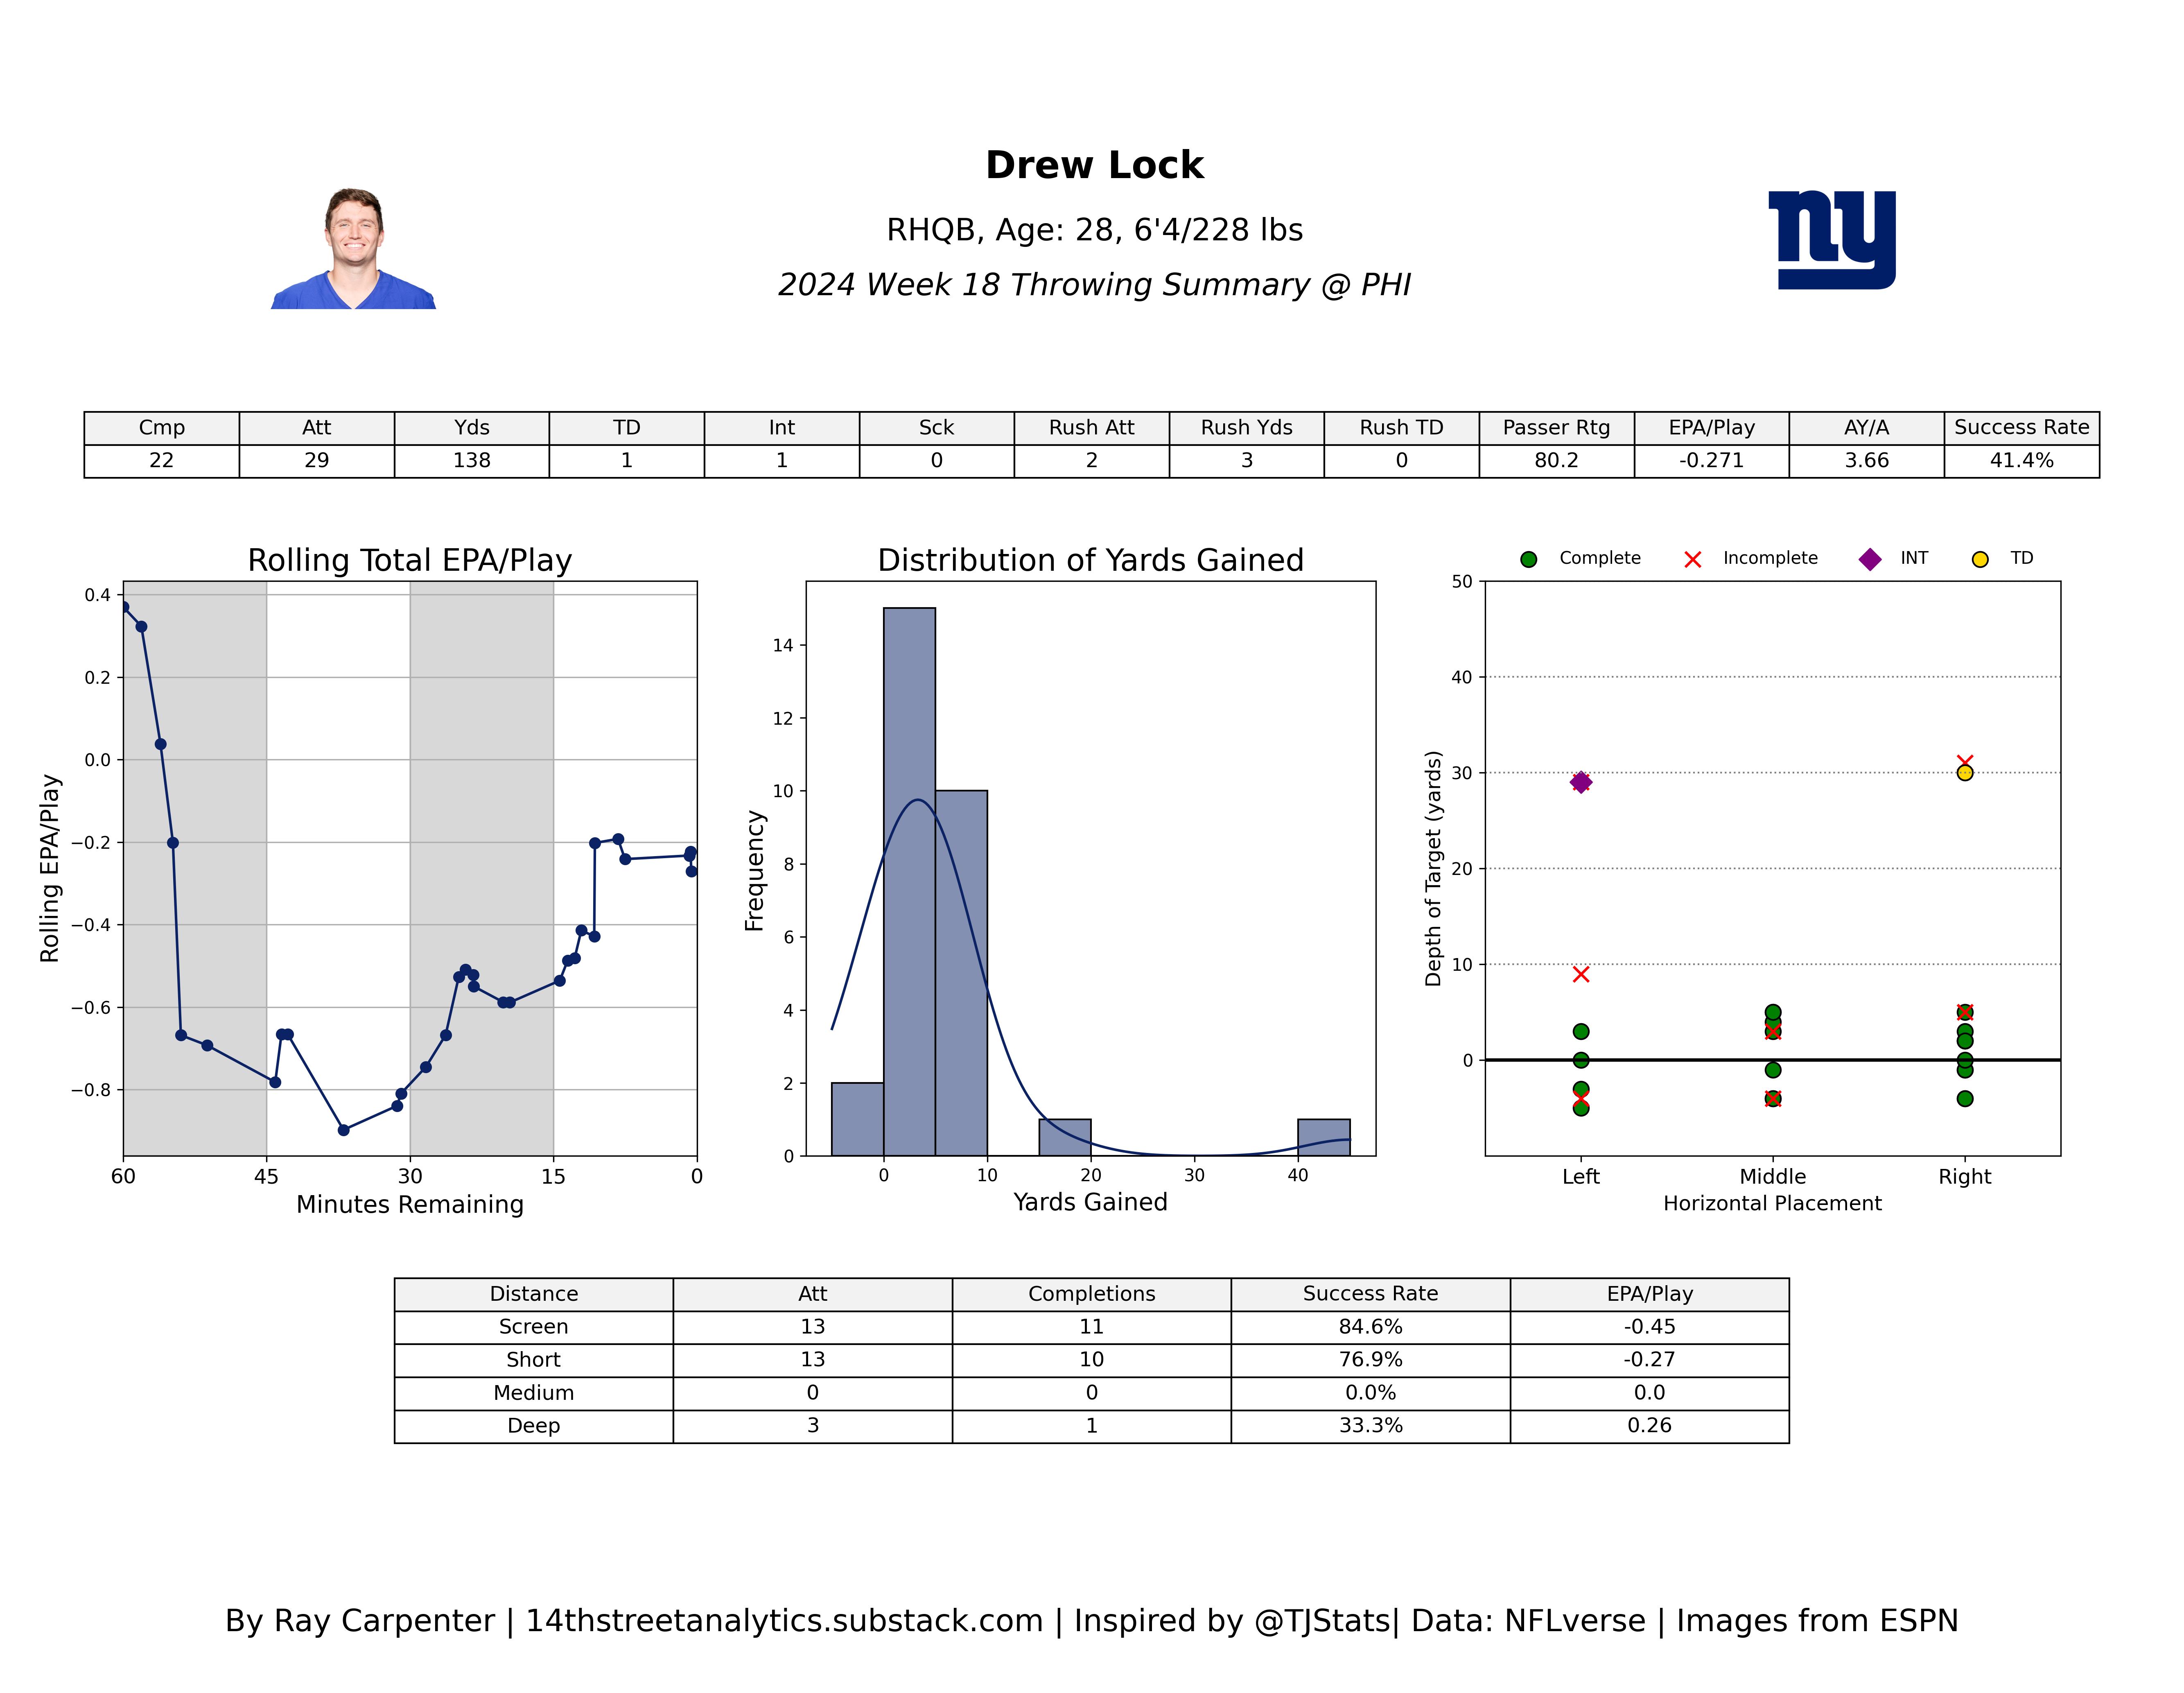 Drew Lock
RHQB, Age: 28, 6'4/228 lbs
2024 Week 18 Throwing Summary @ PHI
ny
Cmp Att Yds TD Int Sck Rush Att Rush Yds Rush TD Passer Rtg EPA/Play AY/A Success Rate
22 29 138 1 1 0 2 3 0 80.2 -0.271 3.66 41.4%
Rolling Total EPA/Play
0.4
0.2
0.0
−0.2
−0.4
−0.6
−0.8
Rolling EPA/Play
60 45 30 15 0
Minutes Remaining
Distribution of Yards Gained
14
12
10
8
6
4
2
0
Frequency
0 10 20 30 40
Yards Gained
Complete Incomplete INT TD
50
40
30
20
10
0
Depth of Target (yards)
Left Middle Right
Horizontal Placement
Distance Att Completions Success Rate EPA/Play
Screen 13 11 84.6% -0.45
Short 13 10 76.9% -0.27
Medium 0 0 0.0% 0.0
Deep 3 1 33.3% 0.26
By Ray Carpenter | 14thstreetanalytics.substack.com | Inspired by @TJStats| Data: NFLverse | Images from ESPN